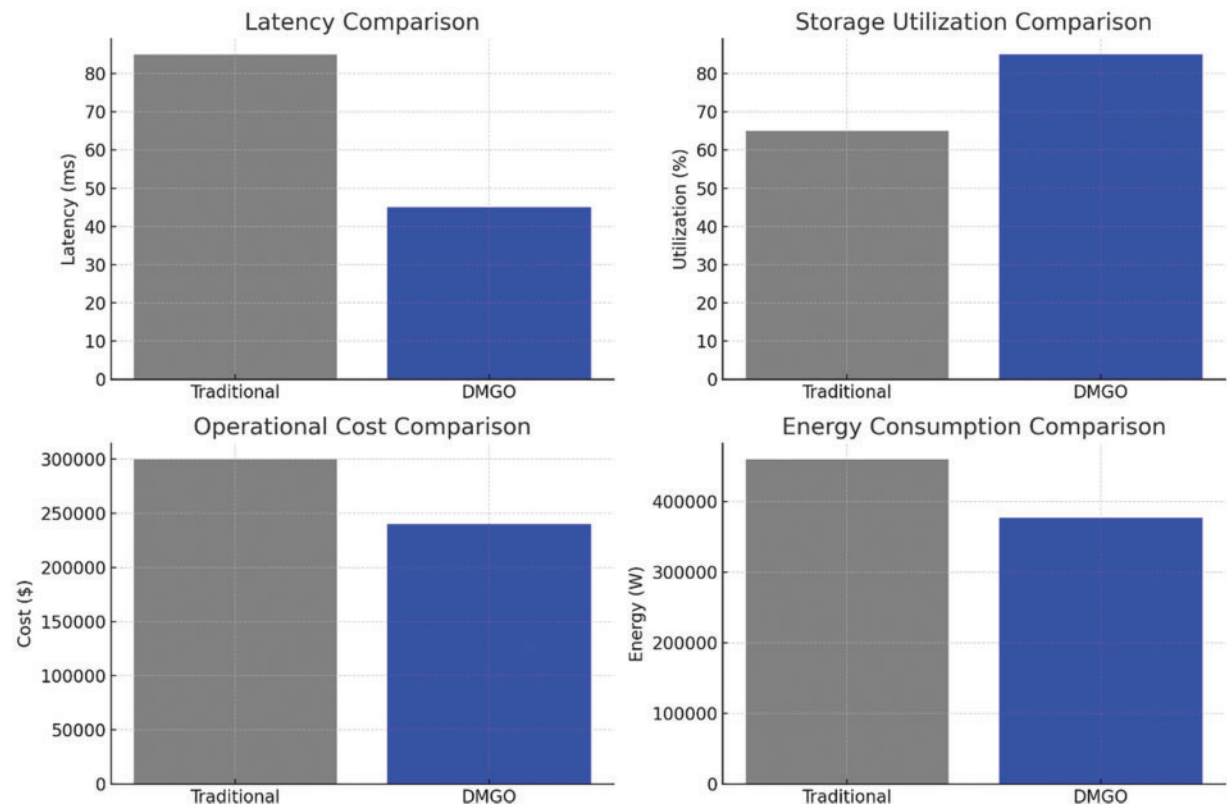 Latency Comparison
Latency (ms)
80
70
60
50
40
30
20
10
0
Traditional DMGO
Storage Utilization Comparison
Utilization (%)
80
70
60
50
40
30
20
10
0
Traditional DMGO
Operational Cost Comparison
Cost ($)
300000
250000
200000
150000
100000
50000
0
Traditional DMGO
Energy Consumption Comparison
Energy (W)
400000
300000
200000
100000
0
Traditional DMGO